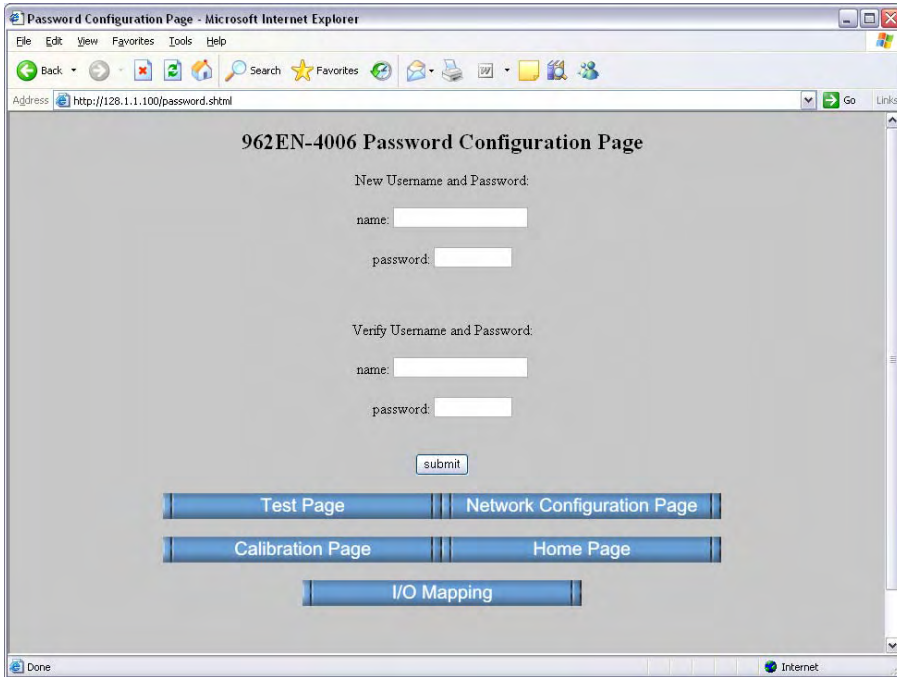 Password Configuration Page - Microsoft Internet Explorer
File Edit View Favorites Tools Help
Back Search Favorites
Address http://128.1.1.100/password.shtml Go Links
962EN-4006 Password Configuration Page
New Username and Password:
name:
password:
Verify Username and Password:
name:
password:
submit
Test Page Network Configuration Page
Calibration Page Home Page
I/O Mapping
Done Internet